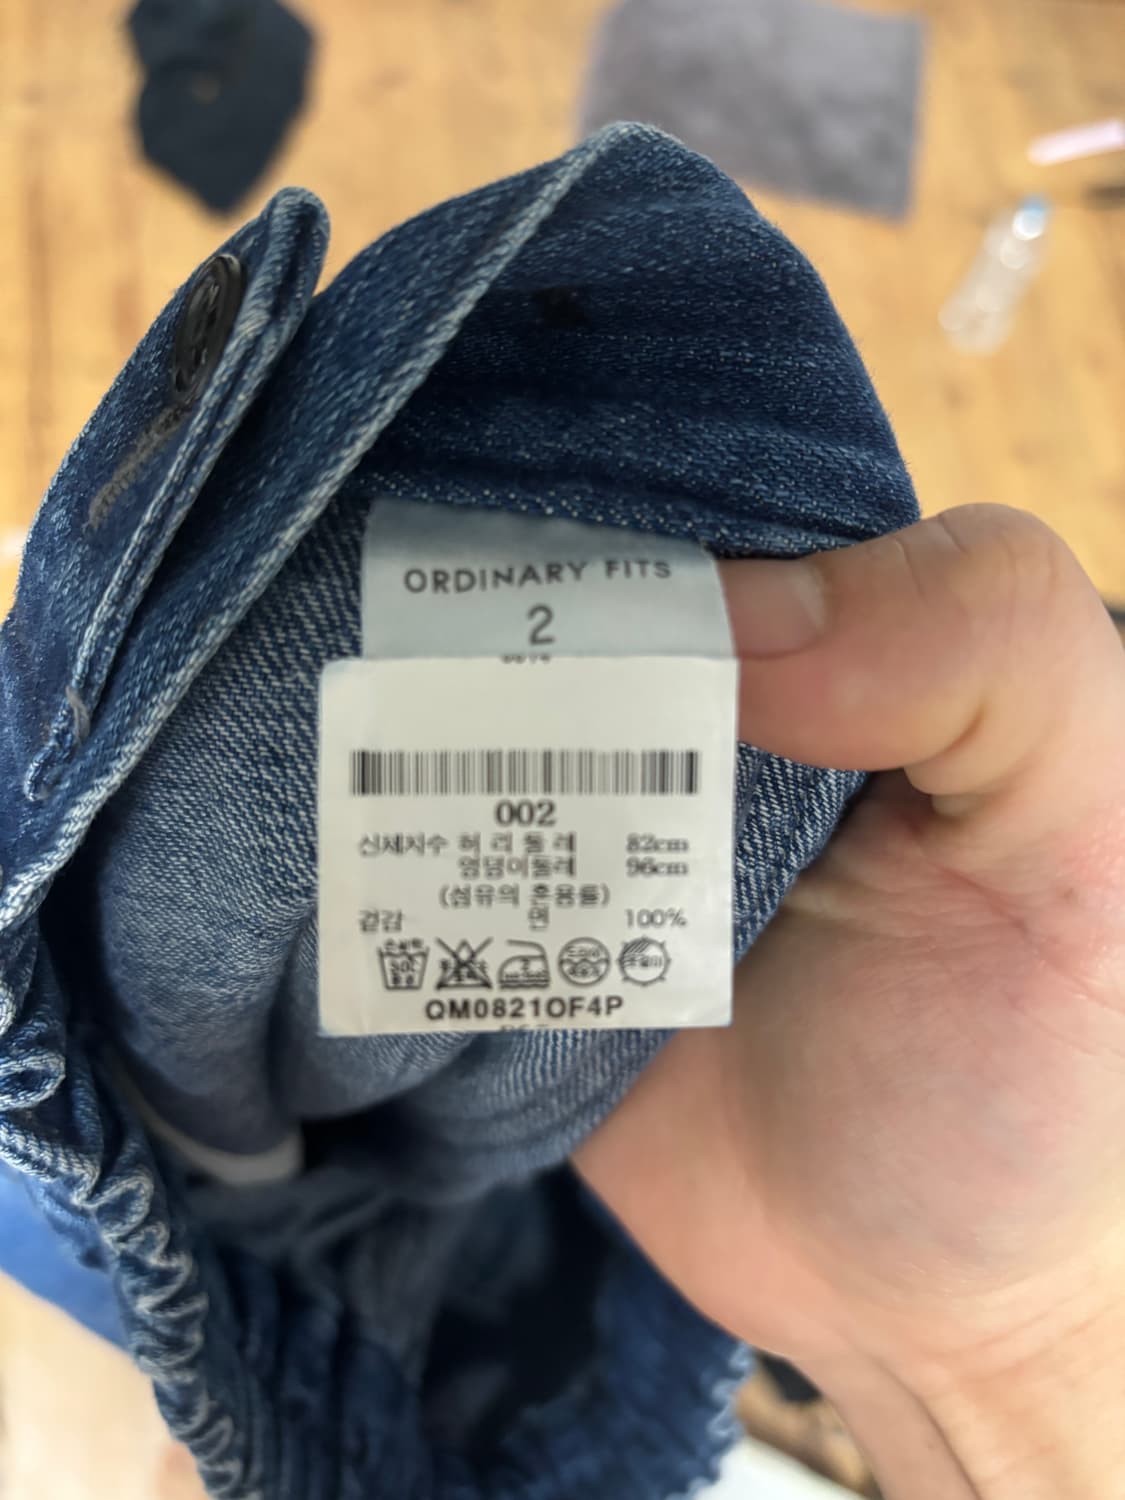 ORDINARY FITS
2
002
신체치수 허 리 둘 레 82cm
엉덩이둘레 96cm
(섬유의 혼용률)
겉감 면 100%
QM0821OF4P